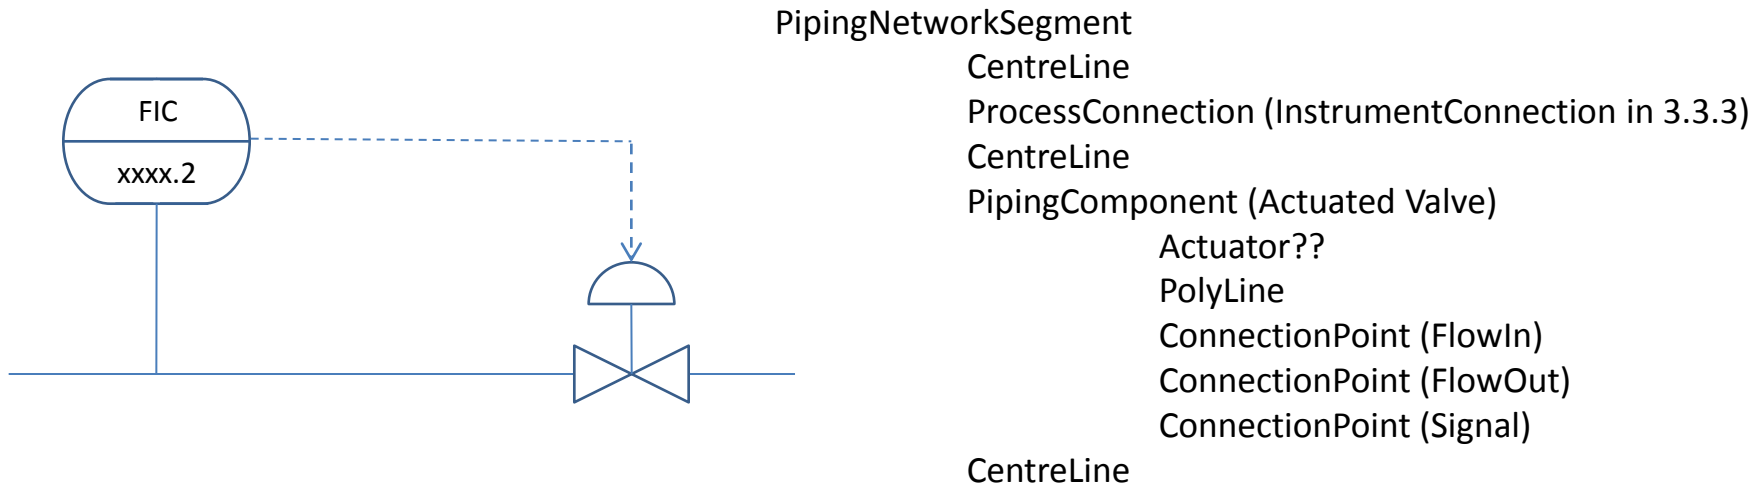 FIC
xxxx.2
PipingNetworkSegment
CentreLine
ProcessConnection (InstrumentConnection in 3.3.3)
CentreLine
PipingComponent (Actuated Valve)
Actuator??
PolyLine
ConnectionPoint (FlowIn)
ConnectionPoint (FlowOut)
ConnectionPoint (Signal)
CentreLine